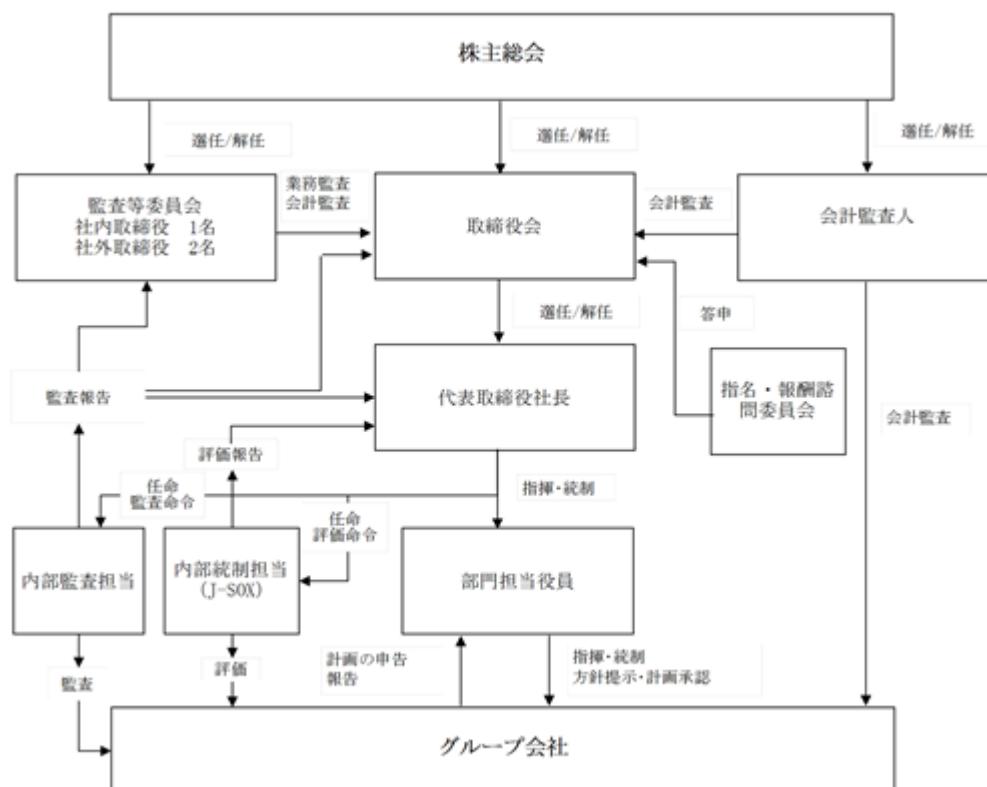 株主総会
選任/解任
選任/解任
選任/解任
監査等委員会
社内取締役　1名
社外取締役　2名
業務監査
会計監査
取締役会
会計監査
会計監査人
選任/解任
答申
監査報告
代表取締役社長
指名・報酬諮
問委員会
会計監査
評価報告
任命
監査命令
任命
評価命令
指揮・統制
内部監査担当
内部統制担当
(J-SOX)
部門担当役員
監査
評価
計画の申告
報告
指揮・統制
方針提示・計画承認
グループ会社